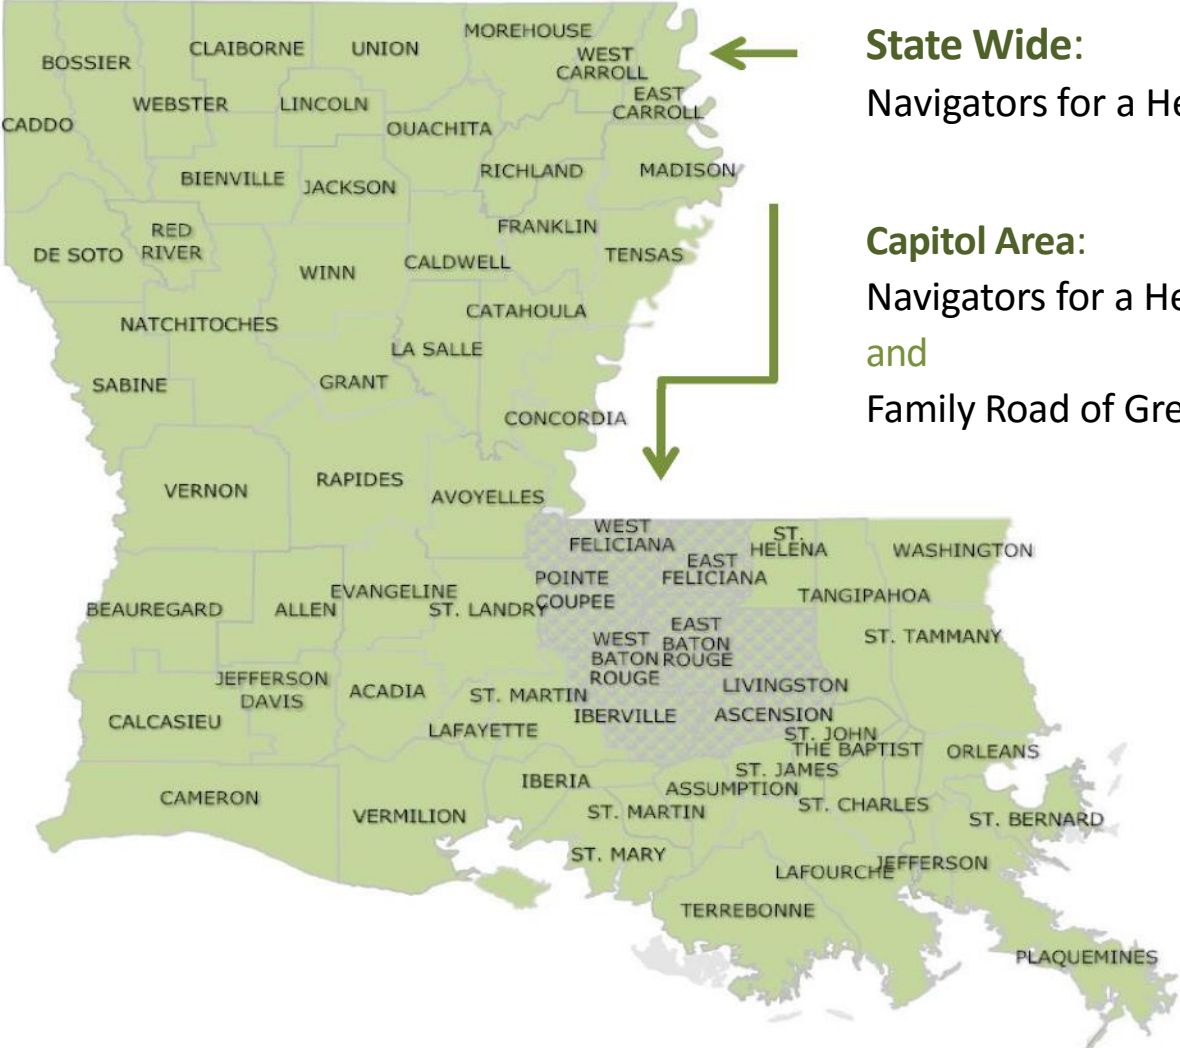 MOREHOUSE
CLAIBORNE
UNION
WEST
CARROLL
BOSSIER
WEBSTER
LINCOLN
EAST
CARROLL
CADDO
OUACHITA
BIENVILLE
JACKSON
RICHLAND
MADISON
RED
RIVER
FRANKLIN
DE SOTO
WINN
CALDWELL
TENSAS
NATCHITOCHES
CATAHOULA
LA SALLE
SABINE
GRANT
CONCORDIA
VERNON
RAPIDES
AVOYELLES
WEST
FELICIANA
ST.
HELENA
WASHINGTON
EAST
FELICIANA
POINTE
COUPEE
EVANGELINE
BEAUREGARD
ALLEN
ST. LANDRY
TANGIPAHOA
WEST
BATON
ROUGE
EAST
BATON
ROUGE
ST. TAMMANY
JEFFERSON
DAVIS
ACADIA
ST. MARTIN
LIVINGSTON
CALCASIEU
LAFAYETTE
IBERVILLE
ASCENSION
ST. JOHN
THE BAPTIST
ORLEANS
CAMERON
VERMILION
IBERIA
ST. JAMES
ASSUMPTION
ST. MARTIN
ST. CHARLES
ST. BERNARD
ST. MARY
LAFOURCHE
JEFFERSON
TERREBONNE
PLAQUEMINES
State Wide:
Navigators for a He
Capitol Area:
Navigators for a He
and
Family Road of Gre